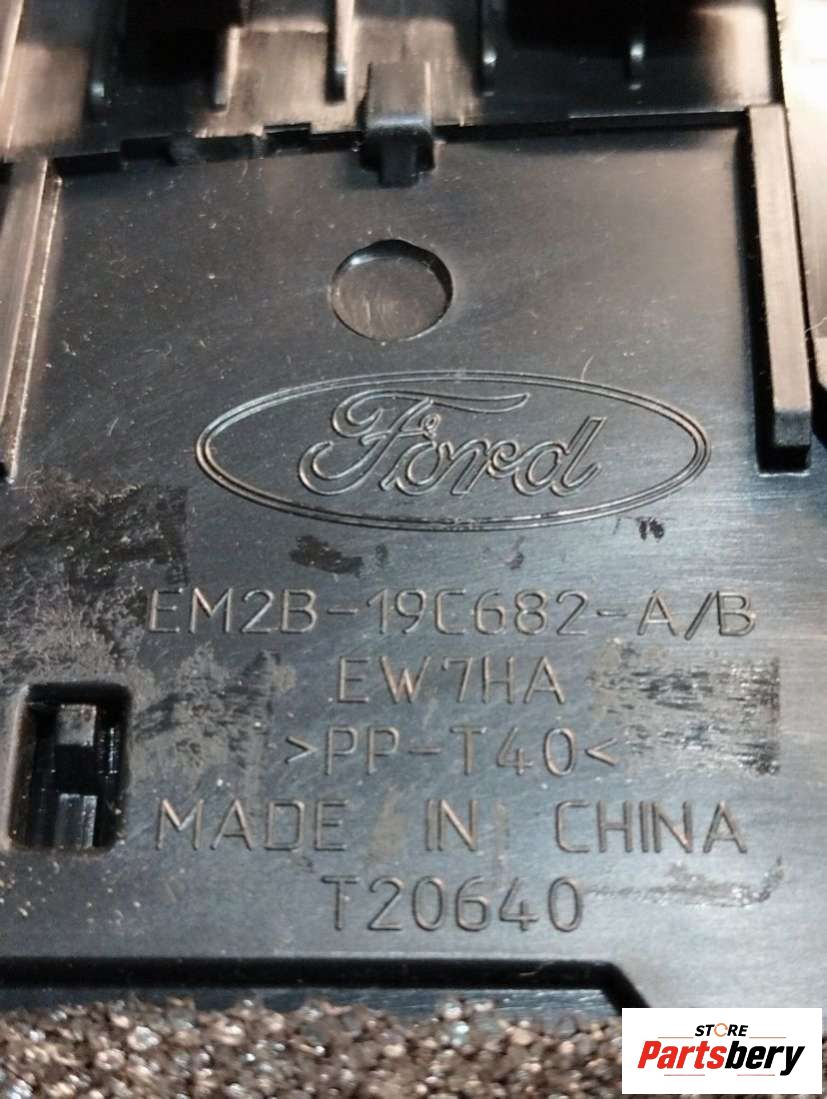 Ford
EM2B-19C682-A/B
EW7HA
>PP-T40<
MADE IN CHINA
T20640
STORE
Partsbery